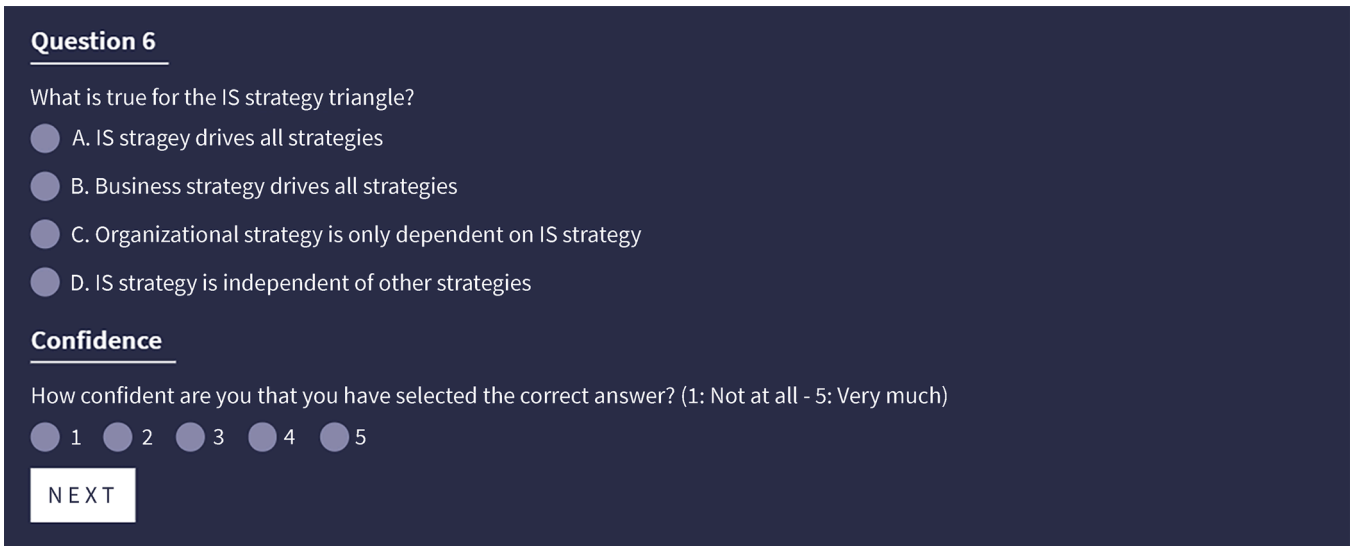 Question 6
What is true for the IS strategy triangle?
A. IS stragey drives all strategies
B. Business strategy drives all strategies
C. Organizational strategy is only dependent on IS strategy
D. IS strategy is independent of other strategies
Confidence
How confident are you that you have selected the correct answer? (1: Not at all - 5: Very much)
1 2 3 4 5
NEXT